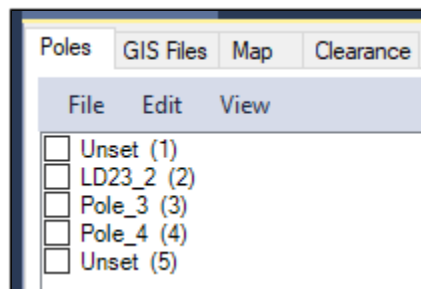 Poles GIS Files Map Clearance
File Edit View
Unset (1)
LD23_2 (2)
Pole_3 (3)
Pole_4 (4)
Unset (5)